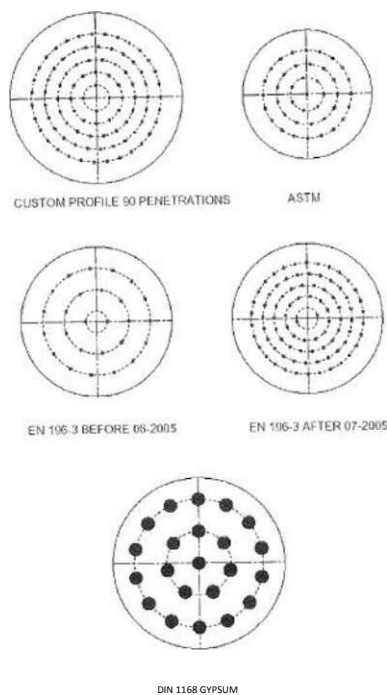 CUSTOM PROFILE 90 PENETRATIONS
ASTM
EN 196-3 BEFORE 06-2005
EN 196-3 AFTER 07-2005
DIN 1168 GYPSUM